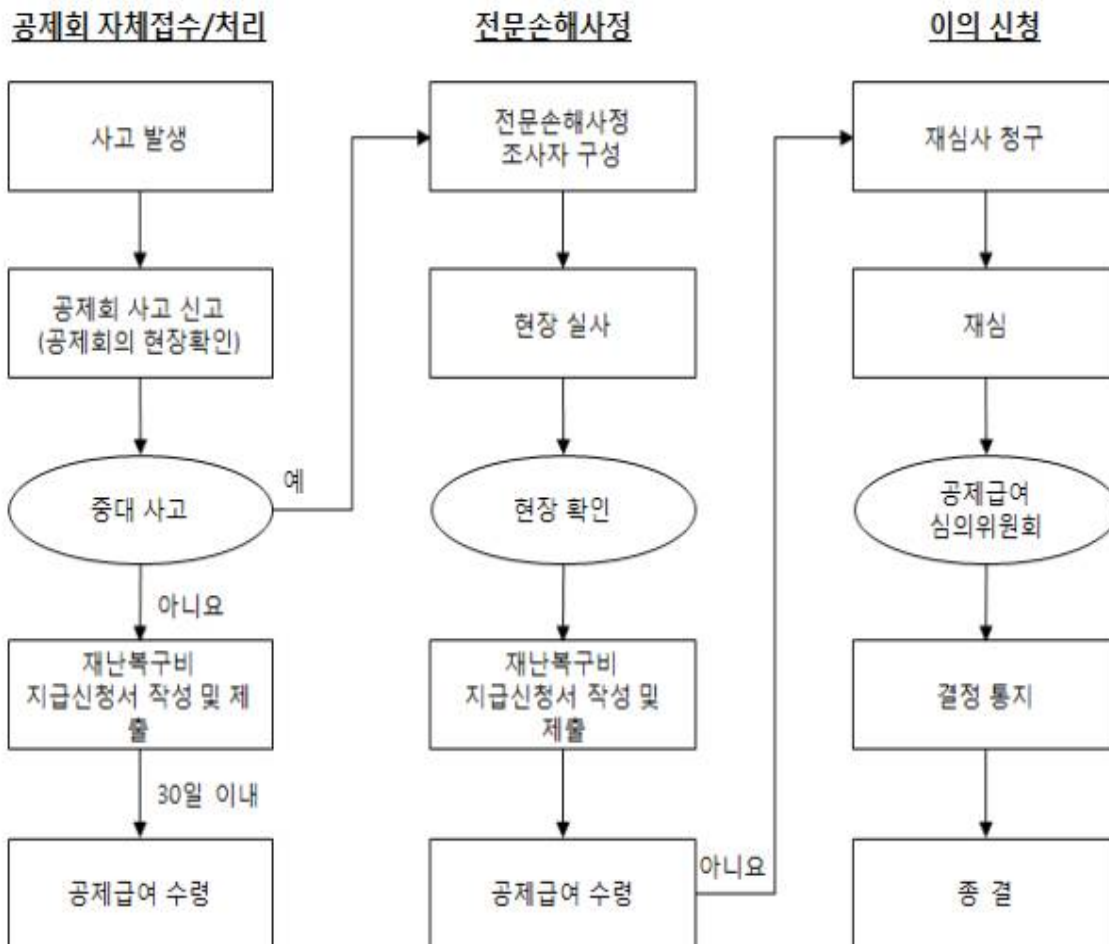 공제회 자체접수/처리
전문손해사정
이의 신청
사고 발생
공제회 사고 신고
(공제회의 현장확인)
중대 사고
예
아니요
재난복구비
지급신청서 작성 및 제
출
30일 이내
공제급여 수령
전문손해사정
조사자 구성
현장 실사
현장 확인
재난복구비
지급신청서 작성 및
제출
공제급여 수령
아니요
재심사 청구
재심
공제급여
심의위원회
결정 통지
종 결